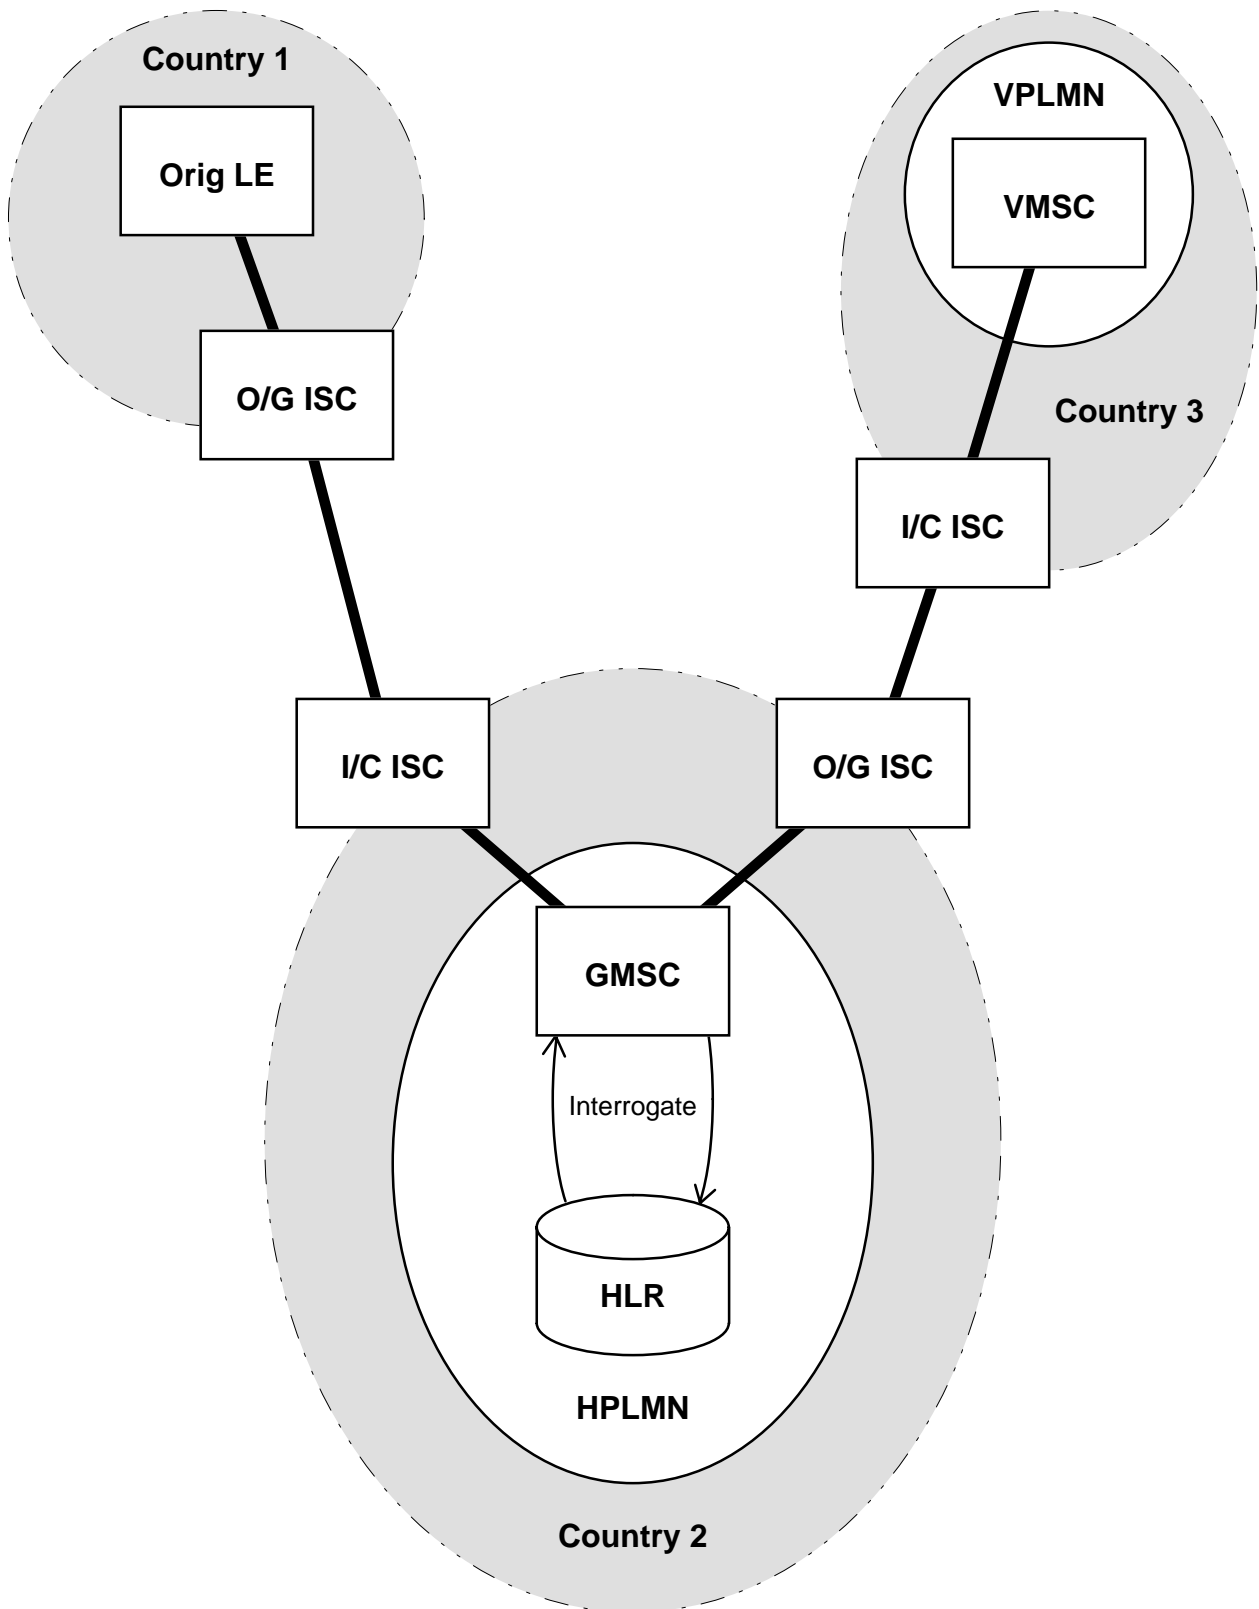 Country 1
Orig LE
O/G ISC
VPLMN
VMSC
Country 3
I/C ISC
I/C ISC
O/G ISC
GMSC
Interrogate
HLR
HPLMN
Country 2